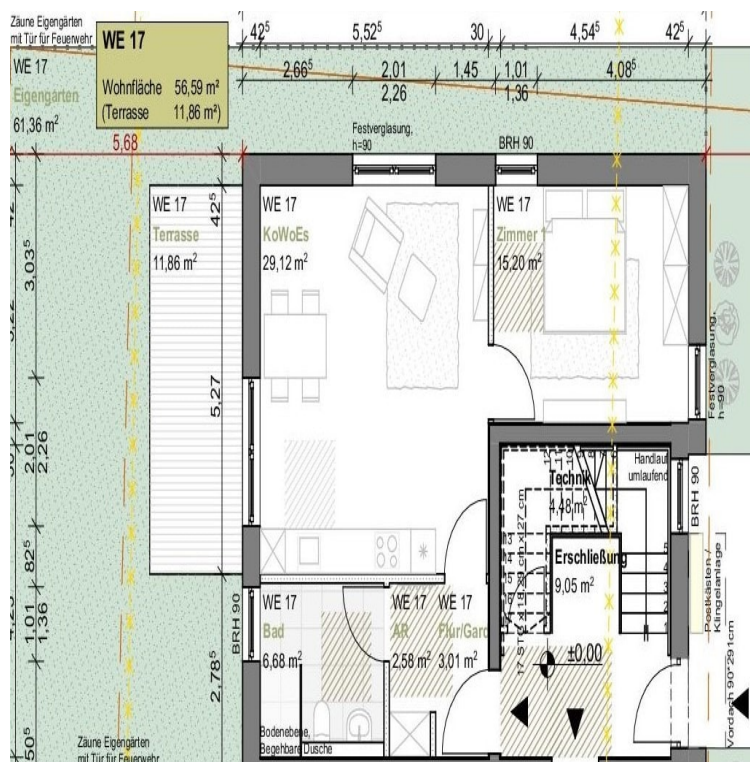 Zäune Eigengärten
mit Tür für Feuerwehr
WE 17
Eigengarten
61,36 m²
WE 17
Wohnfläche 56,59 m²
(Terrasse 11,86 m²)
42⁵
5,52⁵
30
4,54⁵
42⁵
2,66⁵
2,01
2,26
1,45
1,01
1,36
4,08⁵
5,68
Festverglasung,
h=90
BRH 90
WE 17
Terrasse
11,86 m²
WE 17
KoWoEs
29,12 m²
WE 17
Zimmer 1
15,20 m²
42⁵
3,03⁵
5,27
2,01
2,26
82⁵
1,01
1,36
2,78⁵
50⁵
BRH 90
Festverglasung,
h=90
Handlauf
umlaufend
BRH 90
Technik
4,48 m²
Erschließung
9,05 m²
Postkästen /
Klingelanlage
Vordach 90*291cm
±0,00
WE 17
Bad
6,68 m²
WE 17
AR
2,58 m²
WE 17
Flur/Gard
3,01 m²
Bodenebene,
Begehbare Dusche
Zäune Eigengärten
mit Tür für Feuerwehr